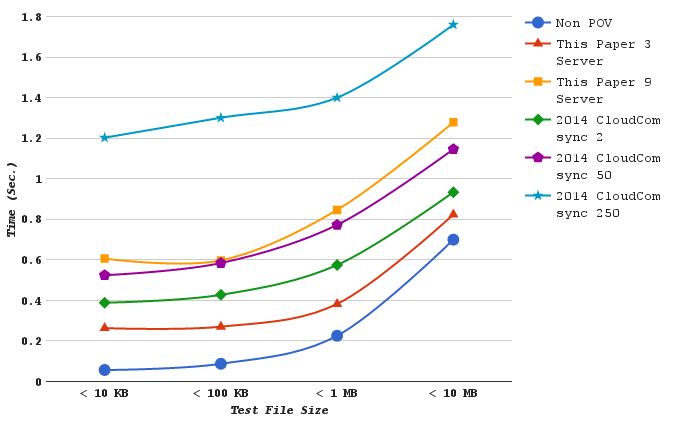 1.8
1.6
1.4
1.2
1
0.8
0.6
0.4
0.2
0
Time (Sec.)
< 10 KB
< 100 KB
< 1 MB
< 10 MB
Test File Size
Non POV
This Paper 3
Server
This Paper 9
Server
2014 CloudCom
sync 2
2014 CloudCom
sync 50
2014 CloudCom
sync 250